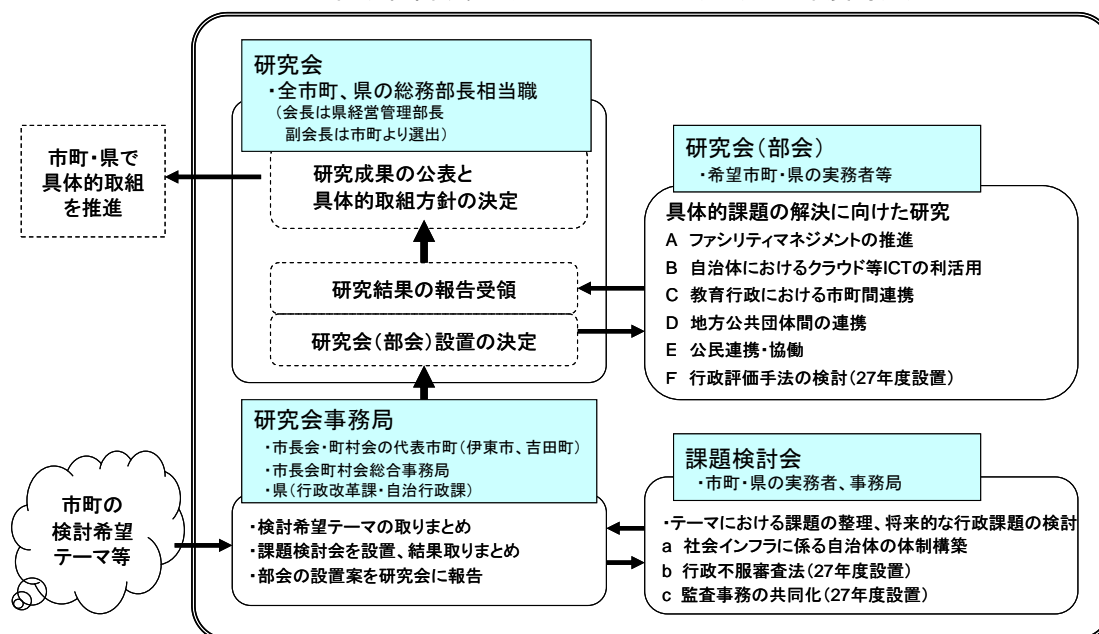 研究会
・全市町、県の総務部長相当職
(会長は県経営管理部長
副会長は市町より選出)
研究成果の公表と
具体的取組方針の決定
研究結果の報告受領
研究会(部会)設置の決定
市町・県で
具体的取組
を推進
研究会(部会)
・希望市町・県の実務者等
具体的課題の解決に向けた研究
A ファシリティマネジメントの推進
B 自治体におけるクラウド等ICTの利活用
C 教育行政における市町間連携
D 地方公共団体間の連携
E 公民連携・協働
F 行政評価手法の検討(27年度設置)
研究会事務局
・市長会・町村会の代表市町(伊東市、吉田町)
・市長会町村会総合事務局
・県(行政改革課・自治行政課)
・検討希望テーマの取りまとめ
・課題検討会を設置、結果取りまとめ
・部会の設置案を研究会に報告
市町の
検討希望
テーマ等
課題検討会
・市町・県の実務者、事務局
・テーマにおける課題の整理、将来的な行政課題の検討
a 社会インフラに係る自治体の体制構築
b 行政不服審査法(27年度設置)
c 監査事務の共同化(27年度設置)